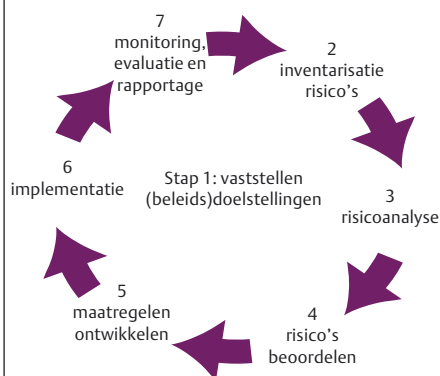 7
monitoring,
evaluatie en
rapportage
2
inventarisatie
risico's
3
risicoanalyse
4
risico's
beoordelen
5
maatregelen
ontwikkelen
6
implementatie
Stap 1: vaststellen
(beleids)doelstellingen